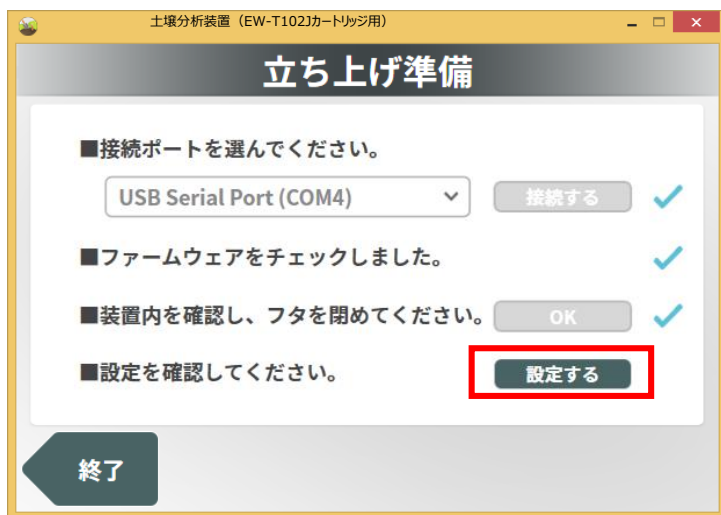 土壌分析装置（EW-T102Jカートリッジ用）
立ち上げ準備
■接続ポートを選んでください。
USB Serial Port (COM4)
接続する
■ファームウェアをチェックしました。
■装置内を確認し、フタを閉めてください。
OK
■設定を確認してください。
設定する
終了